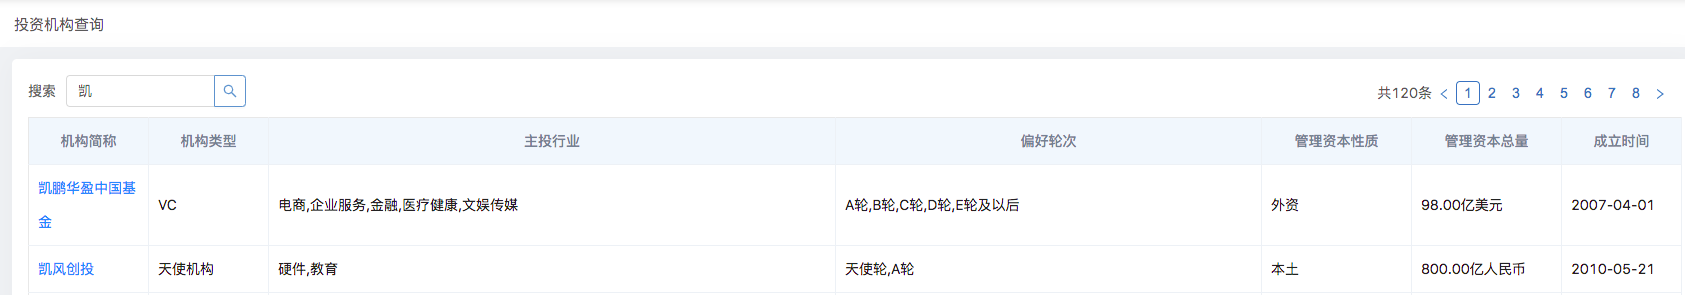 投资机构查询
搜索 凯 共120条 < 1 2 3 4 5 6 7 8 >
机构简称 机构类型 主投行业 偏好轮次 管理资本性质 管理资本总量 成立时间
凯鹏华盈中国基
金 VC 电商,企业服务,金融,医疗健康,文娱传媒 A轮,B轮,C轮,D轮,E轮及以后 外资 98.00亿美元 2007-04-01
凯风创投 天使机构 硬件,教育 天使轮,A轮 本土 800.00亿人民币 2010-05-21